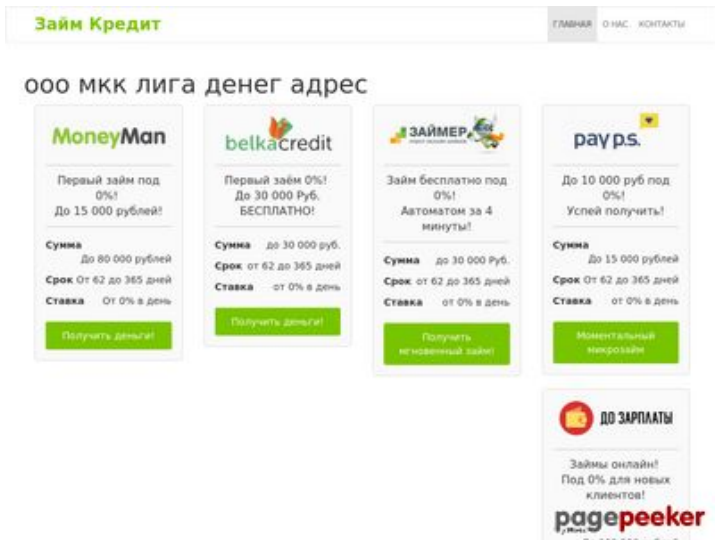 Займ Кредит
ГЛАВНАЯ О НАС КОНТАКТЫ
ооо мкк лига денег адрес
MoneyMan
Первый займ под
0%!
До 15 000 рублей!
Сумма
До 80 000 рублей
Срок От 62 до 365 дней
Ставка От 0% в день
Получить деньги!
belkacredit
Первый заём 0%!
До 30 000 Руб.
БЕСПЛАТНО!
Сумма до 30 000 руб.
Срок от 62 до 365 дней
Ставка от 0% в день
Получить деньги!
ЗАЙМЕР
Займ бесплатно под
0%!
Автоматом за 4
минуты!
Сумма до 30 000 Руб.
Срок от 62 до 365 дней
Ставка от 0% в день
Получить
мгновенный займ!
pay p.s.
До 10 000 руб под
0%!
Успей получить!
Сумма
До 15 000 рублей
Срок От 62 до 365 дней
Ставка От 0% в день
Моментальный
микрозайм
ДО ЗАРПЛАТЫ
Займы онлайн!
Под 0% для новых
клиентов!
pagepeeker